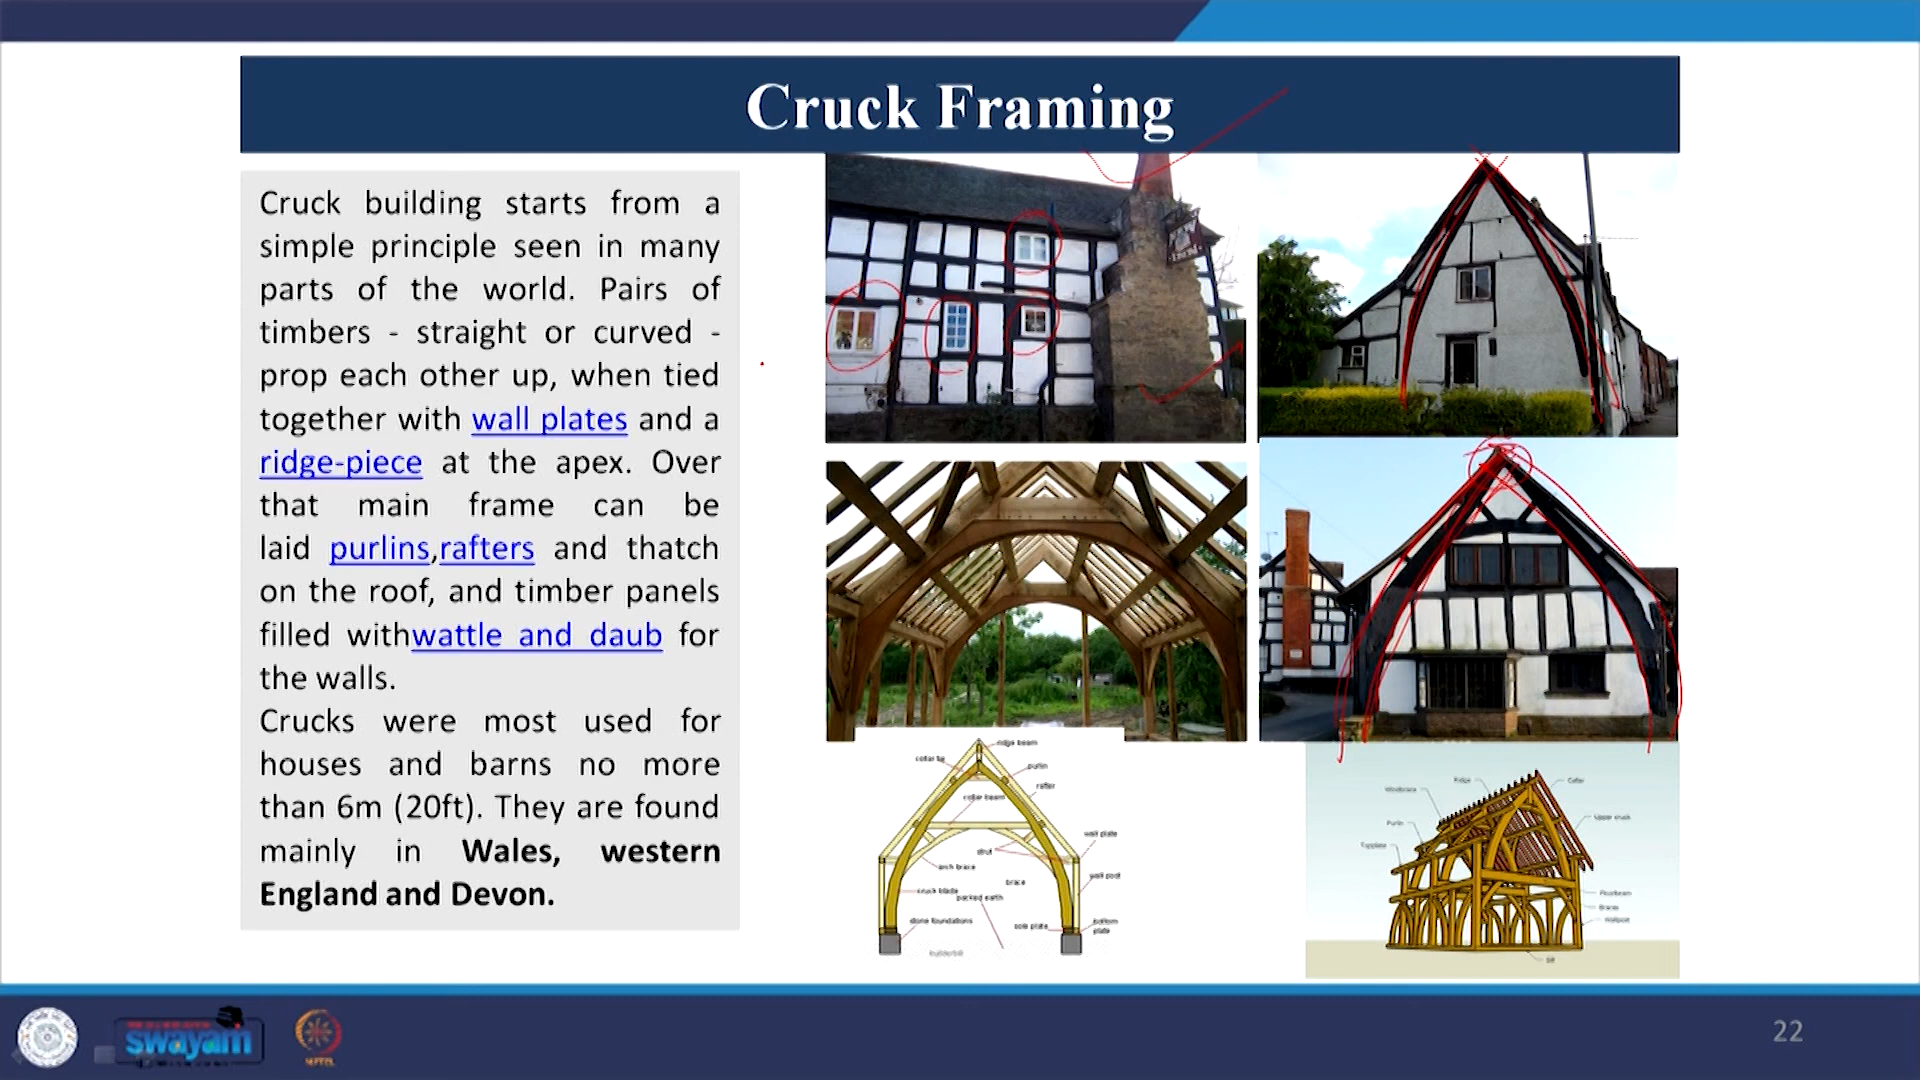 Cruck Framing
Cruck building starts from a
simple principle seen in many
parts of the world. Pairs of
timbers - straight or curved -
prop each other up, when tied
together with wall plates and a
ridge-piece at the apex. Over
that main frame can be
laid purlins,rafters and thatch
on the roof, and timber panels
filled withwattle and daub for
the walls.
Crucks were most used for
houses and barns no more
than 6m (20ft). They are found
mainly in Wales, western
England and Devon.
ridge beam
collar tie
purlin
rafter
collar beam
wall plate
strut
arch brace
brace
wall post
cruck blade
packed earth
stone foundations
sole plate
bottom
plate
Ridge
Collar
Windbrace
Upper cruck
Purlin
Floorbeam
Braces
Wallpost
Sill
swayam
22